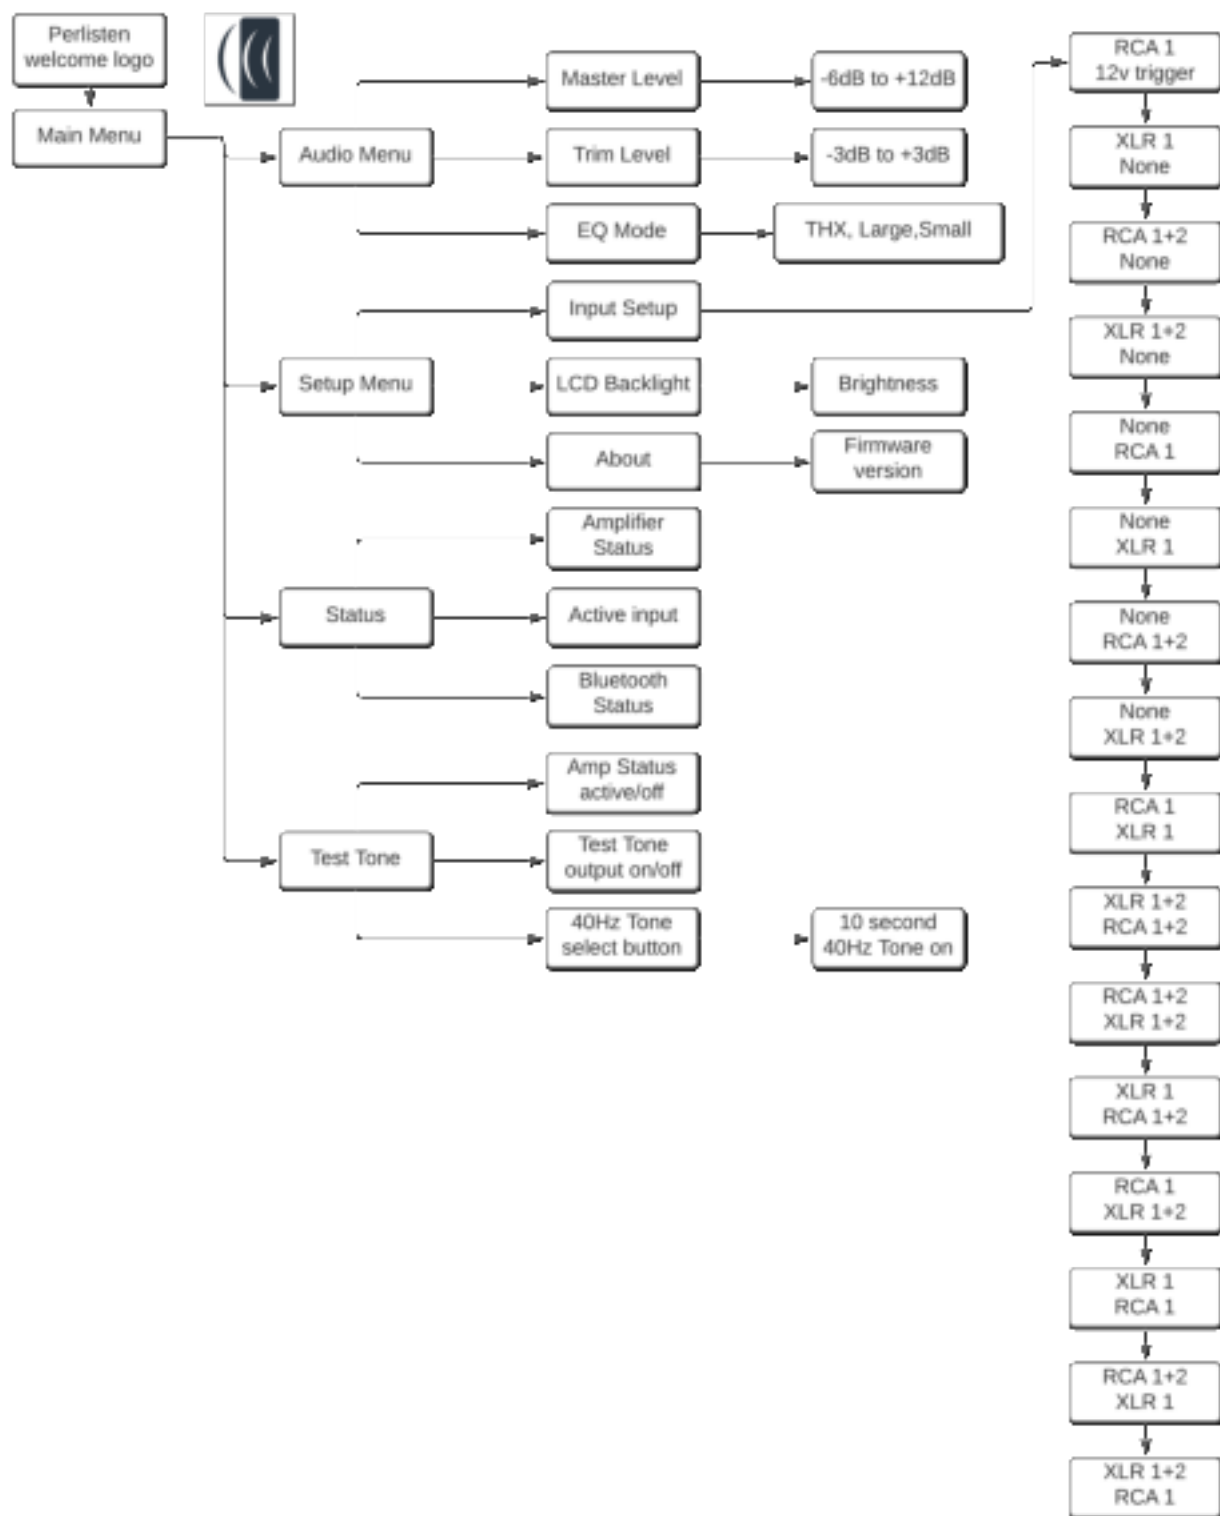 Perlisten
welcome logo
Main Menu
Audio Menu
Master Level
-6dB to +12dB
Trim Level
-3dB to +3dB
EQ Mode
THX, Large,Small
Setup Menu
Input Setup
LCD Backlight
Brightness
About
Firmware
version
Status
Amplifier
Status
Active input
Bluetooth
Status
Test Tone
Amp Status
active/off
Test Tone
output on/off
40Hz Tone
select button
10 second
40Hz Tone on
RCA 1
12v trigger
XLR 1
None
RCA 1+2
None
XLR 1+2
None
None
RCA 1
None
XLR 1
None
RCA 1+2
None
XLR 1+2
RCA 1
XLR 1
XLR 1+2
RCA 1+2
RCA 1+2
XLR 1+2
XLR 1
RCA 1+2
RCA 1
XLR 1+2
XLR 1
RCA 1
RCA 1+2
XLR 1
XLR 1+2
RCA 1